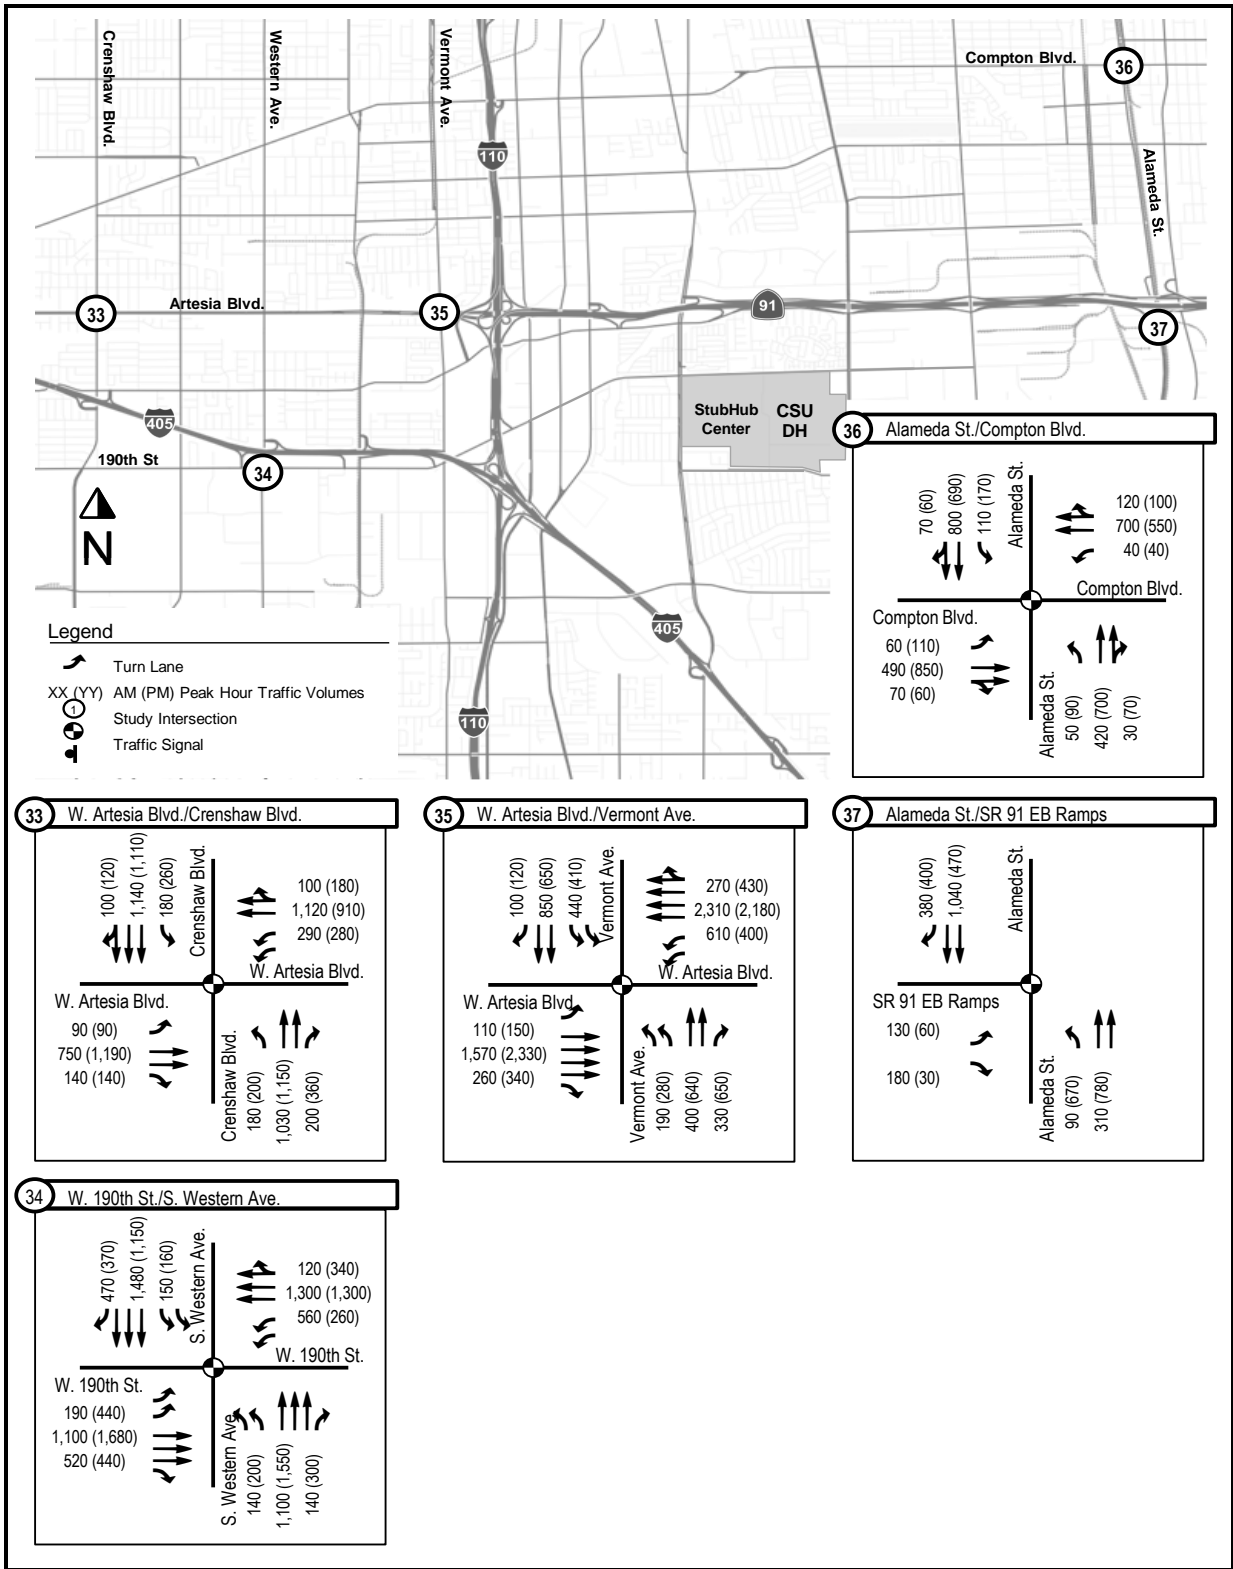 Crenshaw Blvd.
Western Ave.
Vermont Ave.
Compton Blvd.
36
110
Alameda St.
33
Artesia Blvd.
35
91
37
405
190th St
34
StubHub
Center
CSU
DH
N
405
110
Legend
Turn Lane
XX (YY) AM (PM) Peak Hour Traffic Volumes
1
Study Intersection
Traffic Signal
36 Alameda St./Compton Blvd.
70 (60)
800 (690)
110 (170)
Alameda St.
120 (100)
700 (550)
40 (40)
Compton Blvd.
Compton Blvd.
60 (110)
490 (850)
70 (60)
Alameda St.
50 (90)
420 (700)
30 (70)
33 W. Artesia Blvd./Crenshaw Blvd.
100 (120)
1,140 (1,110)
180 (260)
Crenshaw Blvd.
100 (180)
1,120 (910)
290 (280)
W. Artesia Blvd.
W. Artesia Blvd.
90 (90)
750 (1,190)
140 (140)
Crenshaw Blvd.
180 (200)
1,030 (1,150)
200 (360)
35 W. Artesia Blvd./Vermont Ave.
100 (120)
850 (650)
440 (410)
Vermont Ave.
270 (430)
2,310 (2,180)
610 (400)
W. Artesia Blvd.
W. Artesia Blvd.
110 (150)
1,570 (2,330)
260 (340)
Vermont Ave.
190 (280)
400 (640)
330 (650)
37 Alameda St./SR 91 EB Ramps
380 (400)
1,040 (470)
Alameda St.
SR 91 EB Ramps
130 (60)
180 (30)
Alameda St.
90 (670)
310 (780)
34 W. 190th St./S. Western Ave.
470 (370)
1,480 (1,150)
150 (160)
S. Western Ave.
120 (340)
1,300 (1,300)
560 (260)
W. 190th St.
W. 190th St.
190 (440)
1,100 (1,680)
520 (440)
S. Western Ave.
140 (200)
1,100 (1,550)
140 (300)